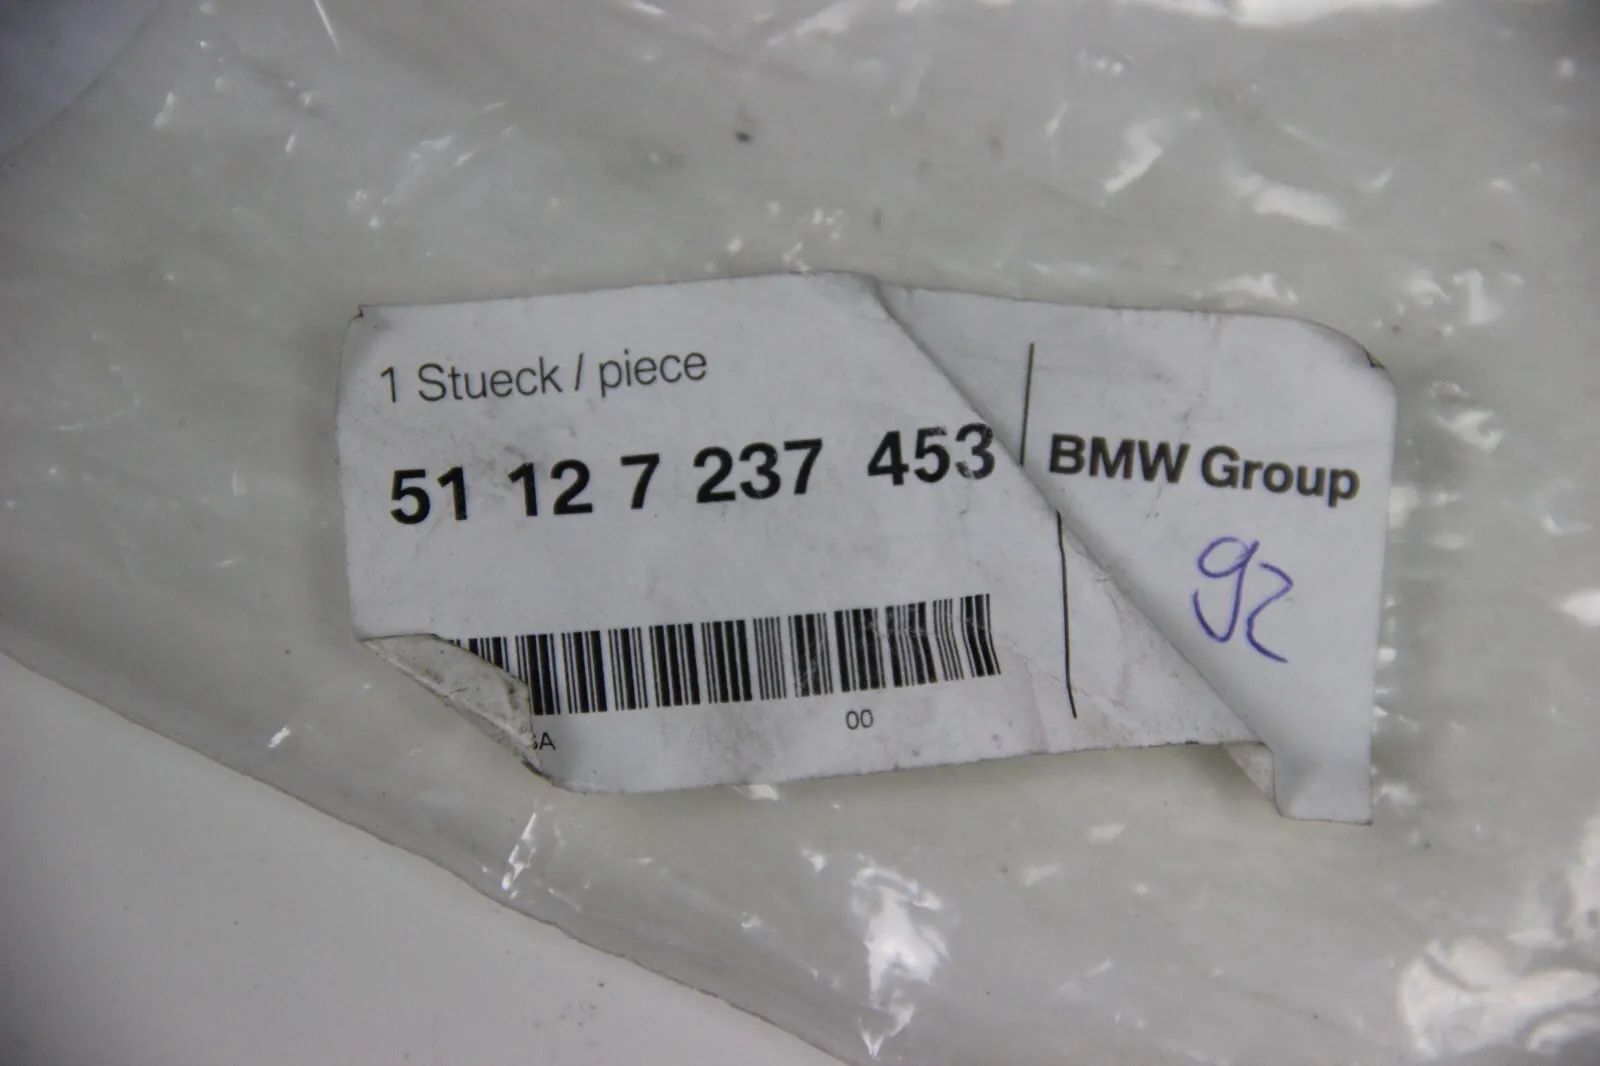 1 Stueck / piece
51 12 7 237 453
BMW Group
92
00